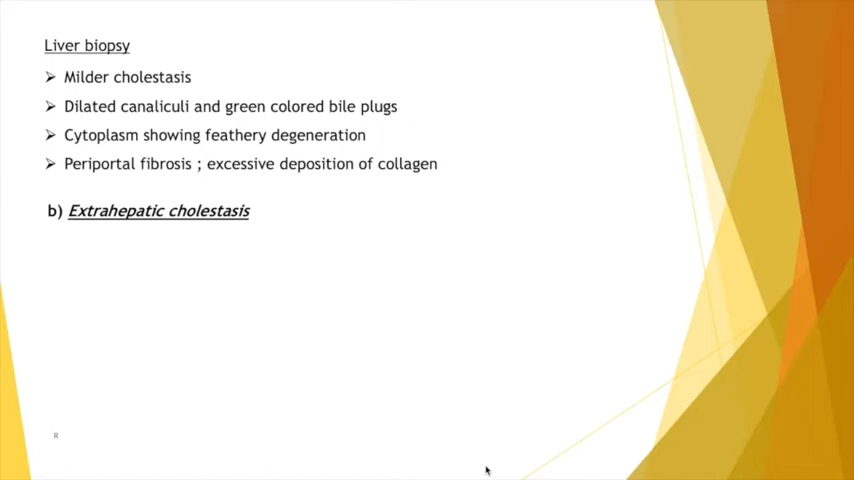 Liver biopsy
➢ Milder cholestasis
➢ Dilated canaliculi and green colored bile plugs
➢ Cytoplasm showing feathery degeneration
➢ Periportal fibrosis ; excessive deposition of collagen
b) Extrahepatic cholestasis
R